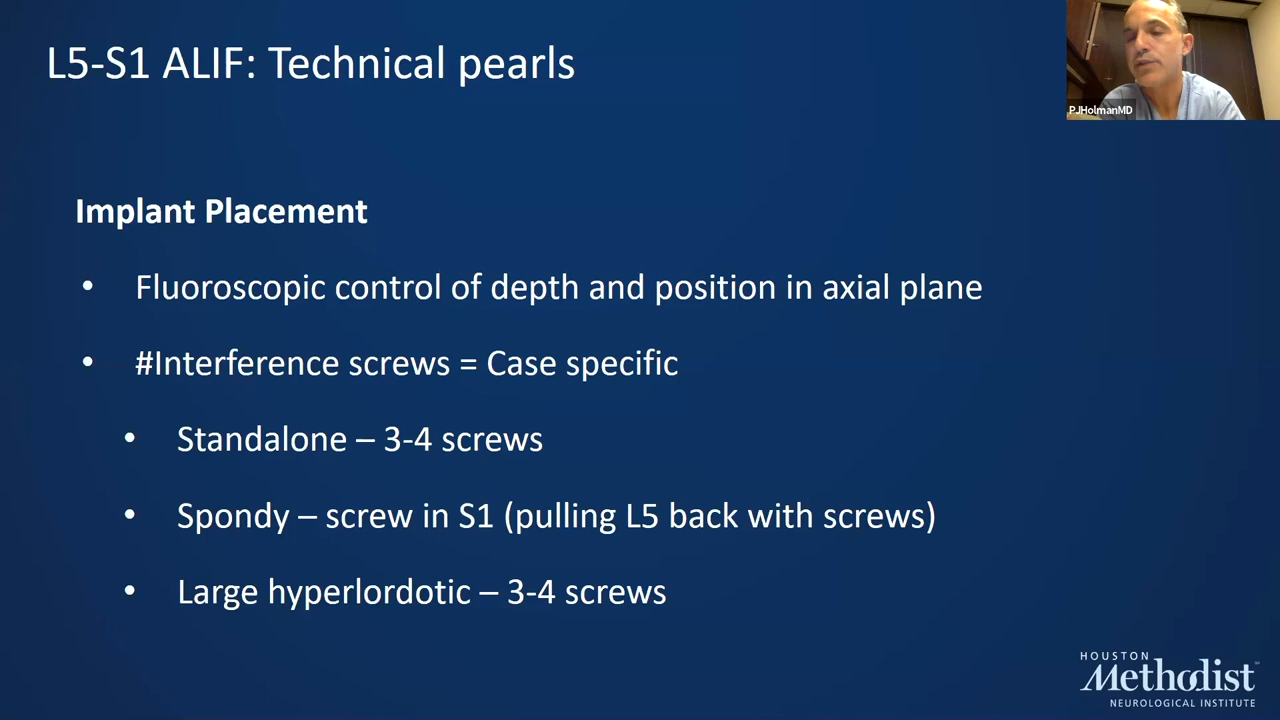 L5-S1 ALIF: Technical pearls
PJHolmanMD
Implant Placement
• Fluoroscopic control of depth and position in axial plane
• #Interference screws = Case specific
• Standalone – 3-4 screws
• Spondy – screw in S1 (pulling L5 back with screws)
• Large hyperlordotic – 3-4 screws
HOUSTON
Methodist
NEUROLOGICAL INSTITUTE